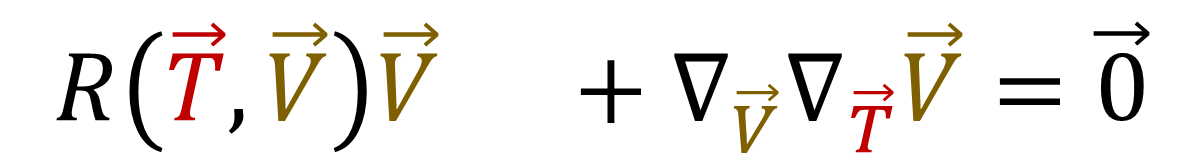 R(T⃗, V⃗)V⃗ + ∇_V⃗ ∇_T⃗ V⃗ = 0⃗